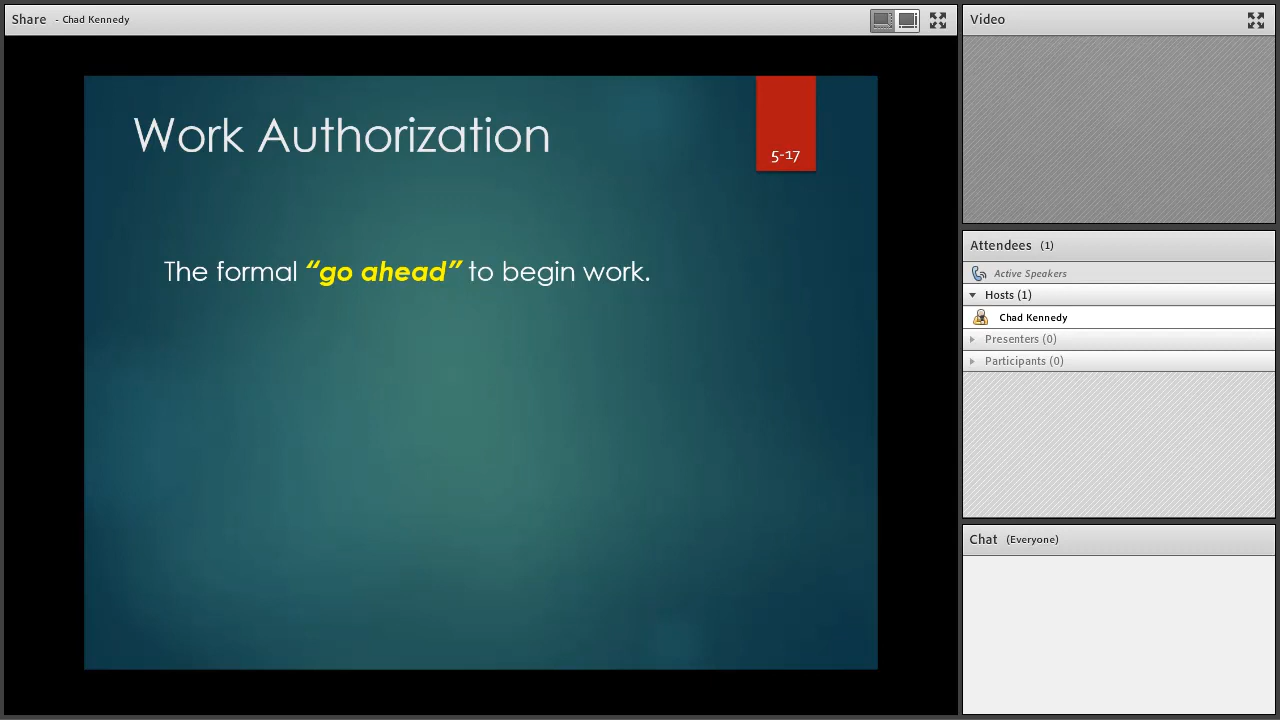 Share - Chad Kennedy
Work Authorization
5-17
The formal “go ahead” to begin work.
Video
Attendees (1)
Active Speakers
Hosts (1)
Chad Kennedy
Presenters (0)
Participants (0)
Chat (Everyone)